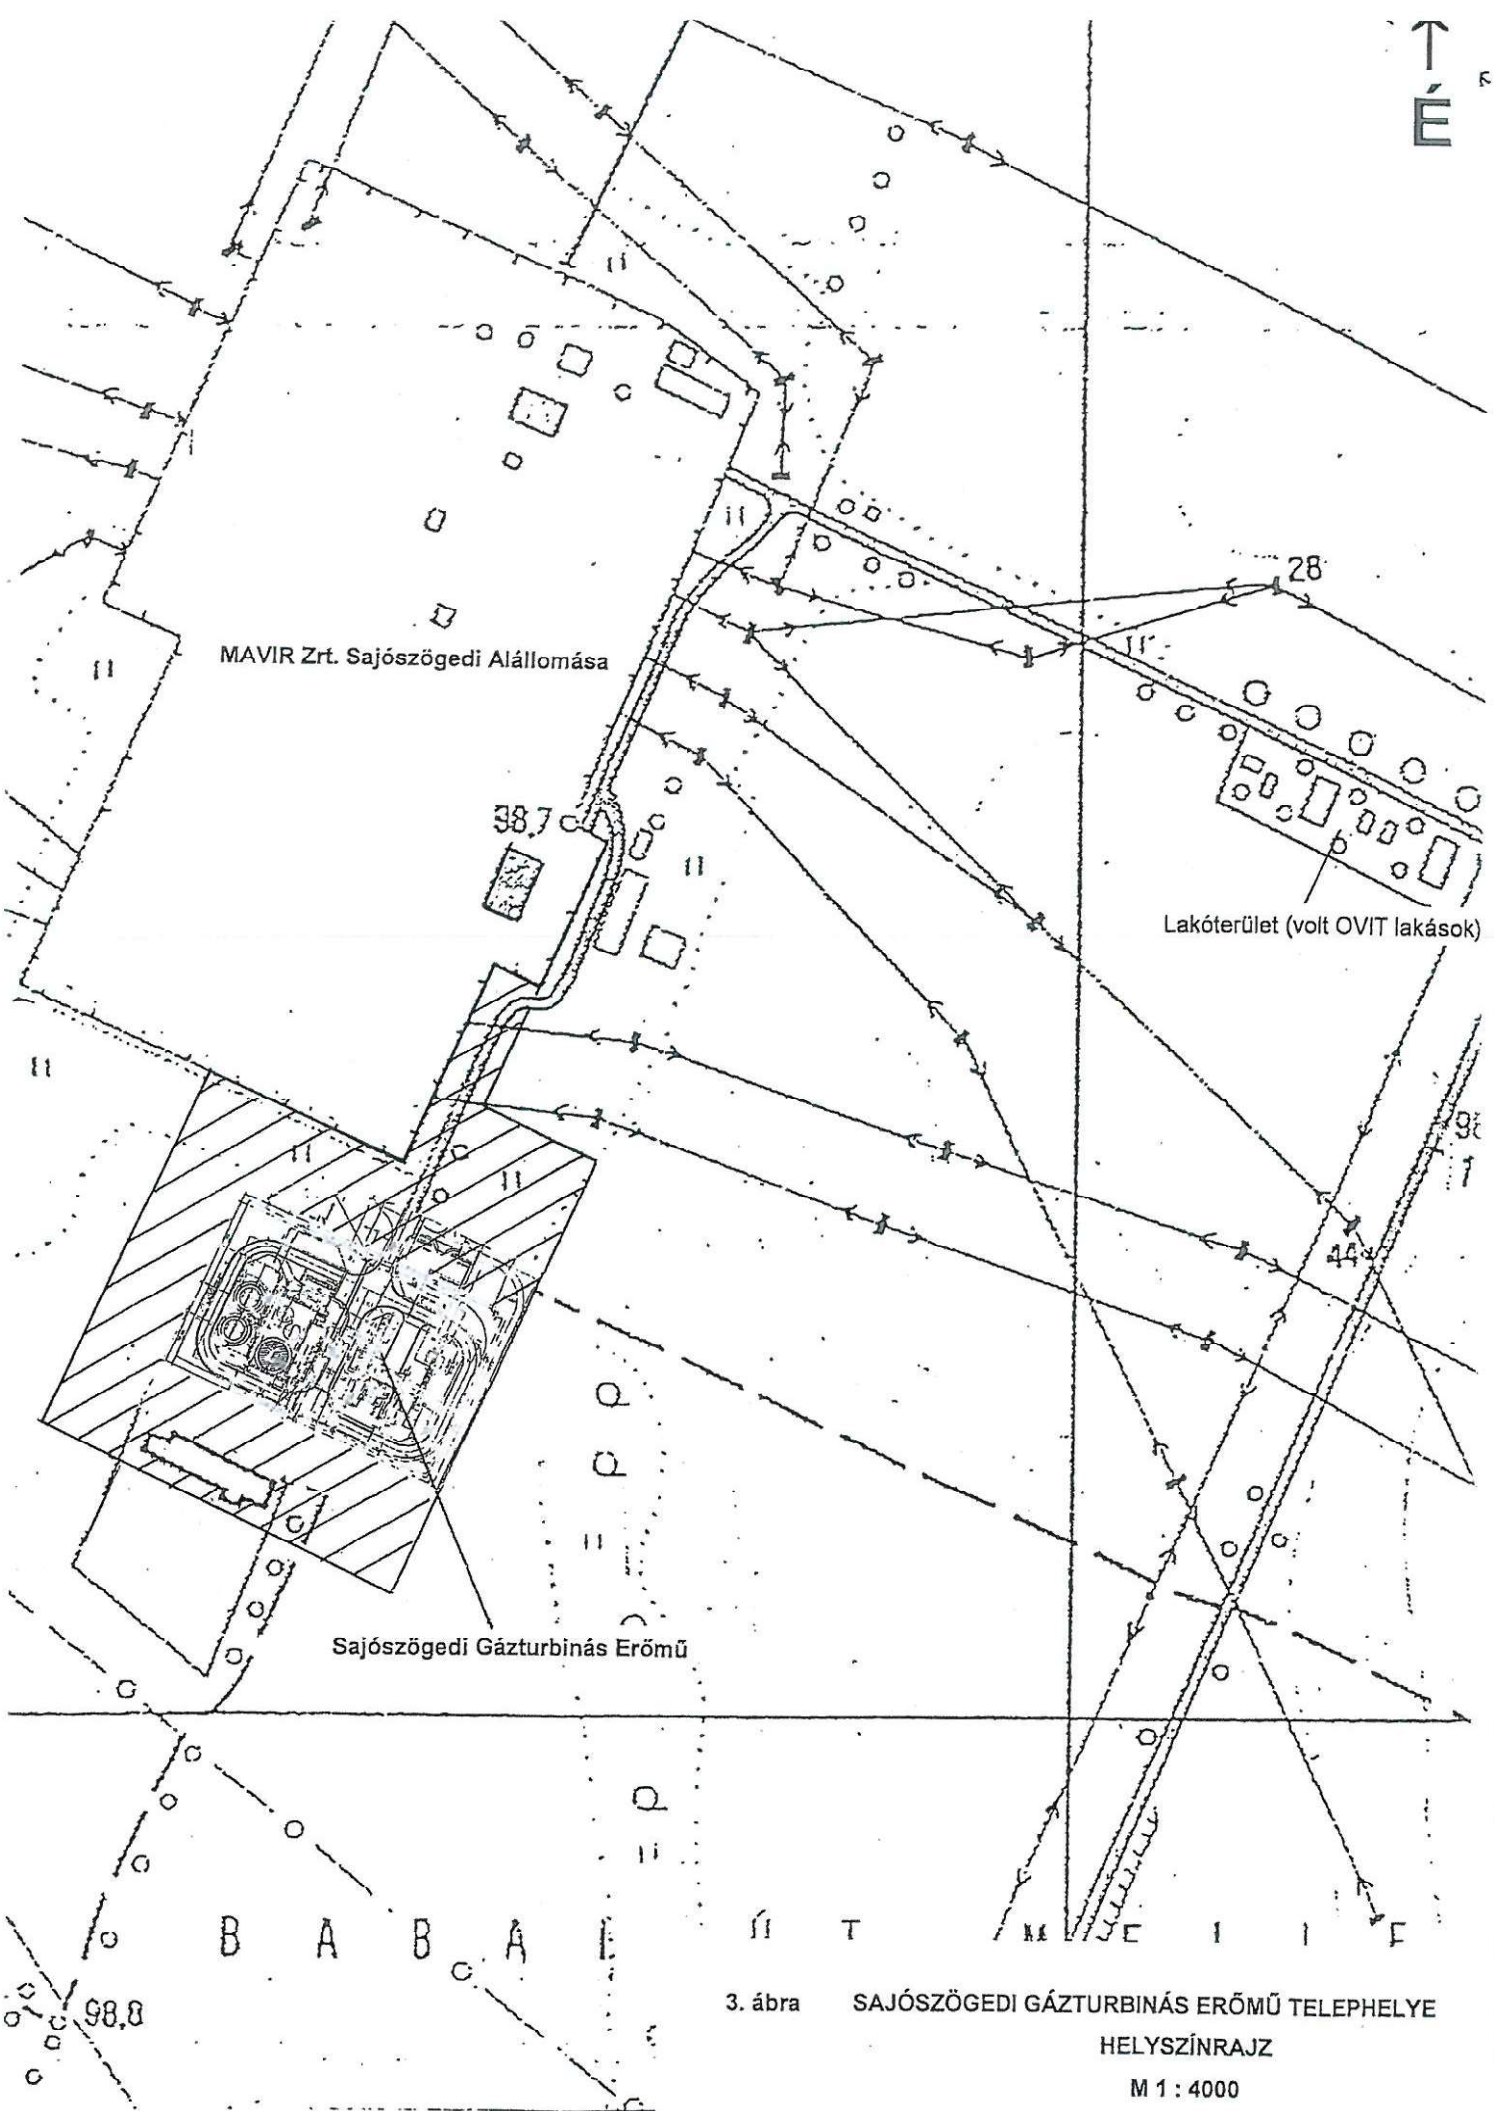 É
28
MAVIR Zrt. Sajószögedi Alállomása
98,7
Lakóterület (volt OVIT lakások)
44
Sajószögedi Gázturbinás Erőmű
B A B A
98,8
3. ábra SAJÓSZÖGEDI GÁZTURBINÁS ERŐMŰ TELEPHELYE
HELYSZÍNRAJZ
M 1 : 4000